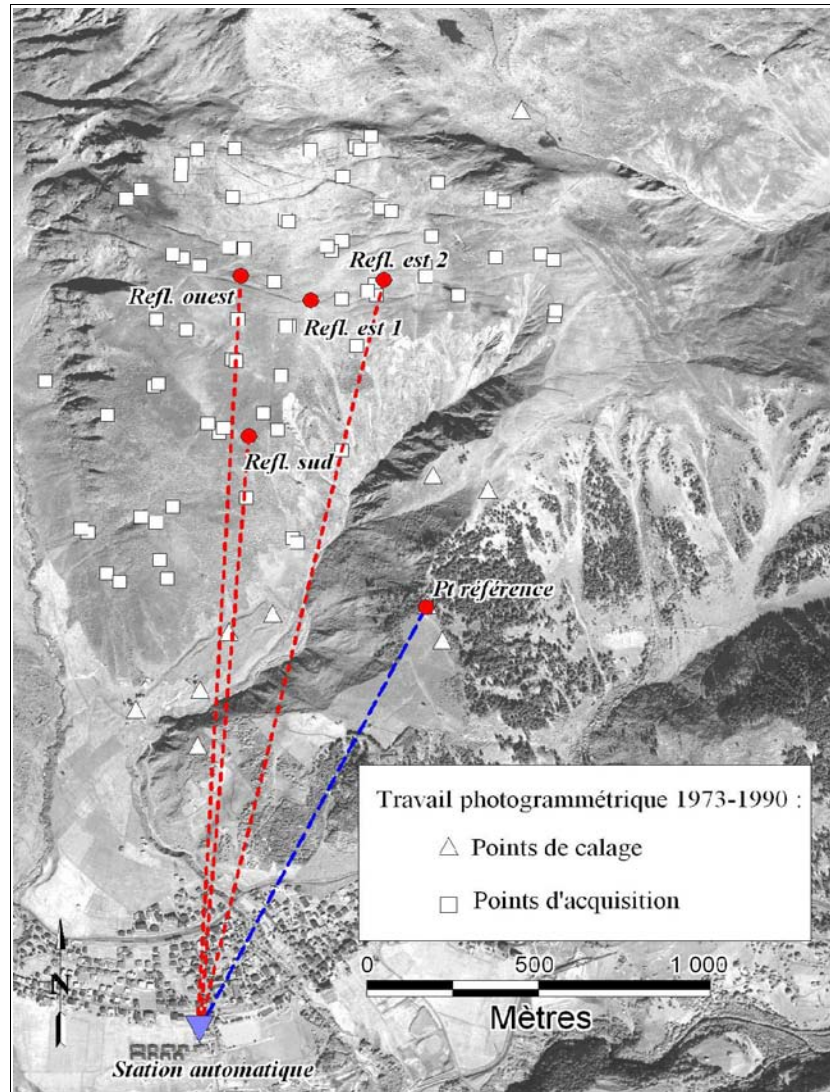 Refl. est 2
Refl. ouest
Refl. est 1
Refl. sud
Pt référence
Travail photogrammétrique 1973-1990 :
Points de calage
Points d'acquisition
N
0 500 1 000
Mètres
Station automatique